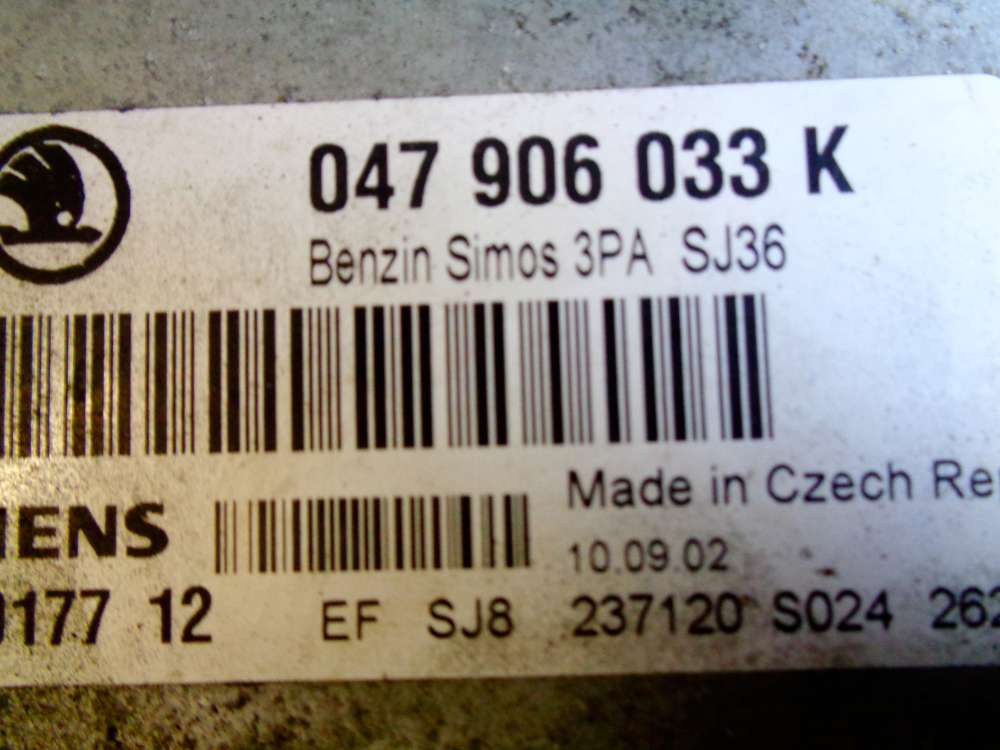 047 906 033 K
Benzin Simos 3PA SJ36
Made in Czech Re
IENS
10.09.02
177 12 EF SJ8 237120 S024 262